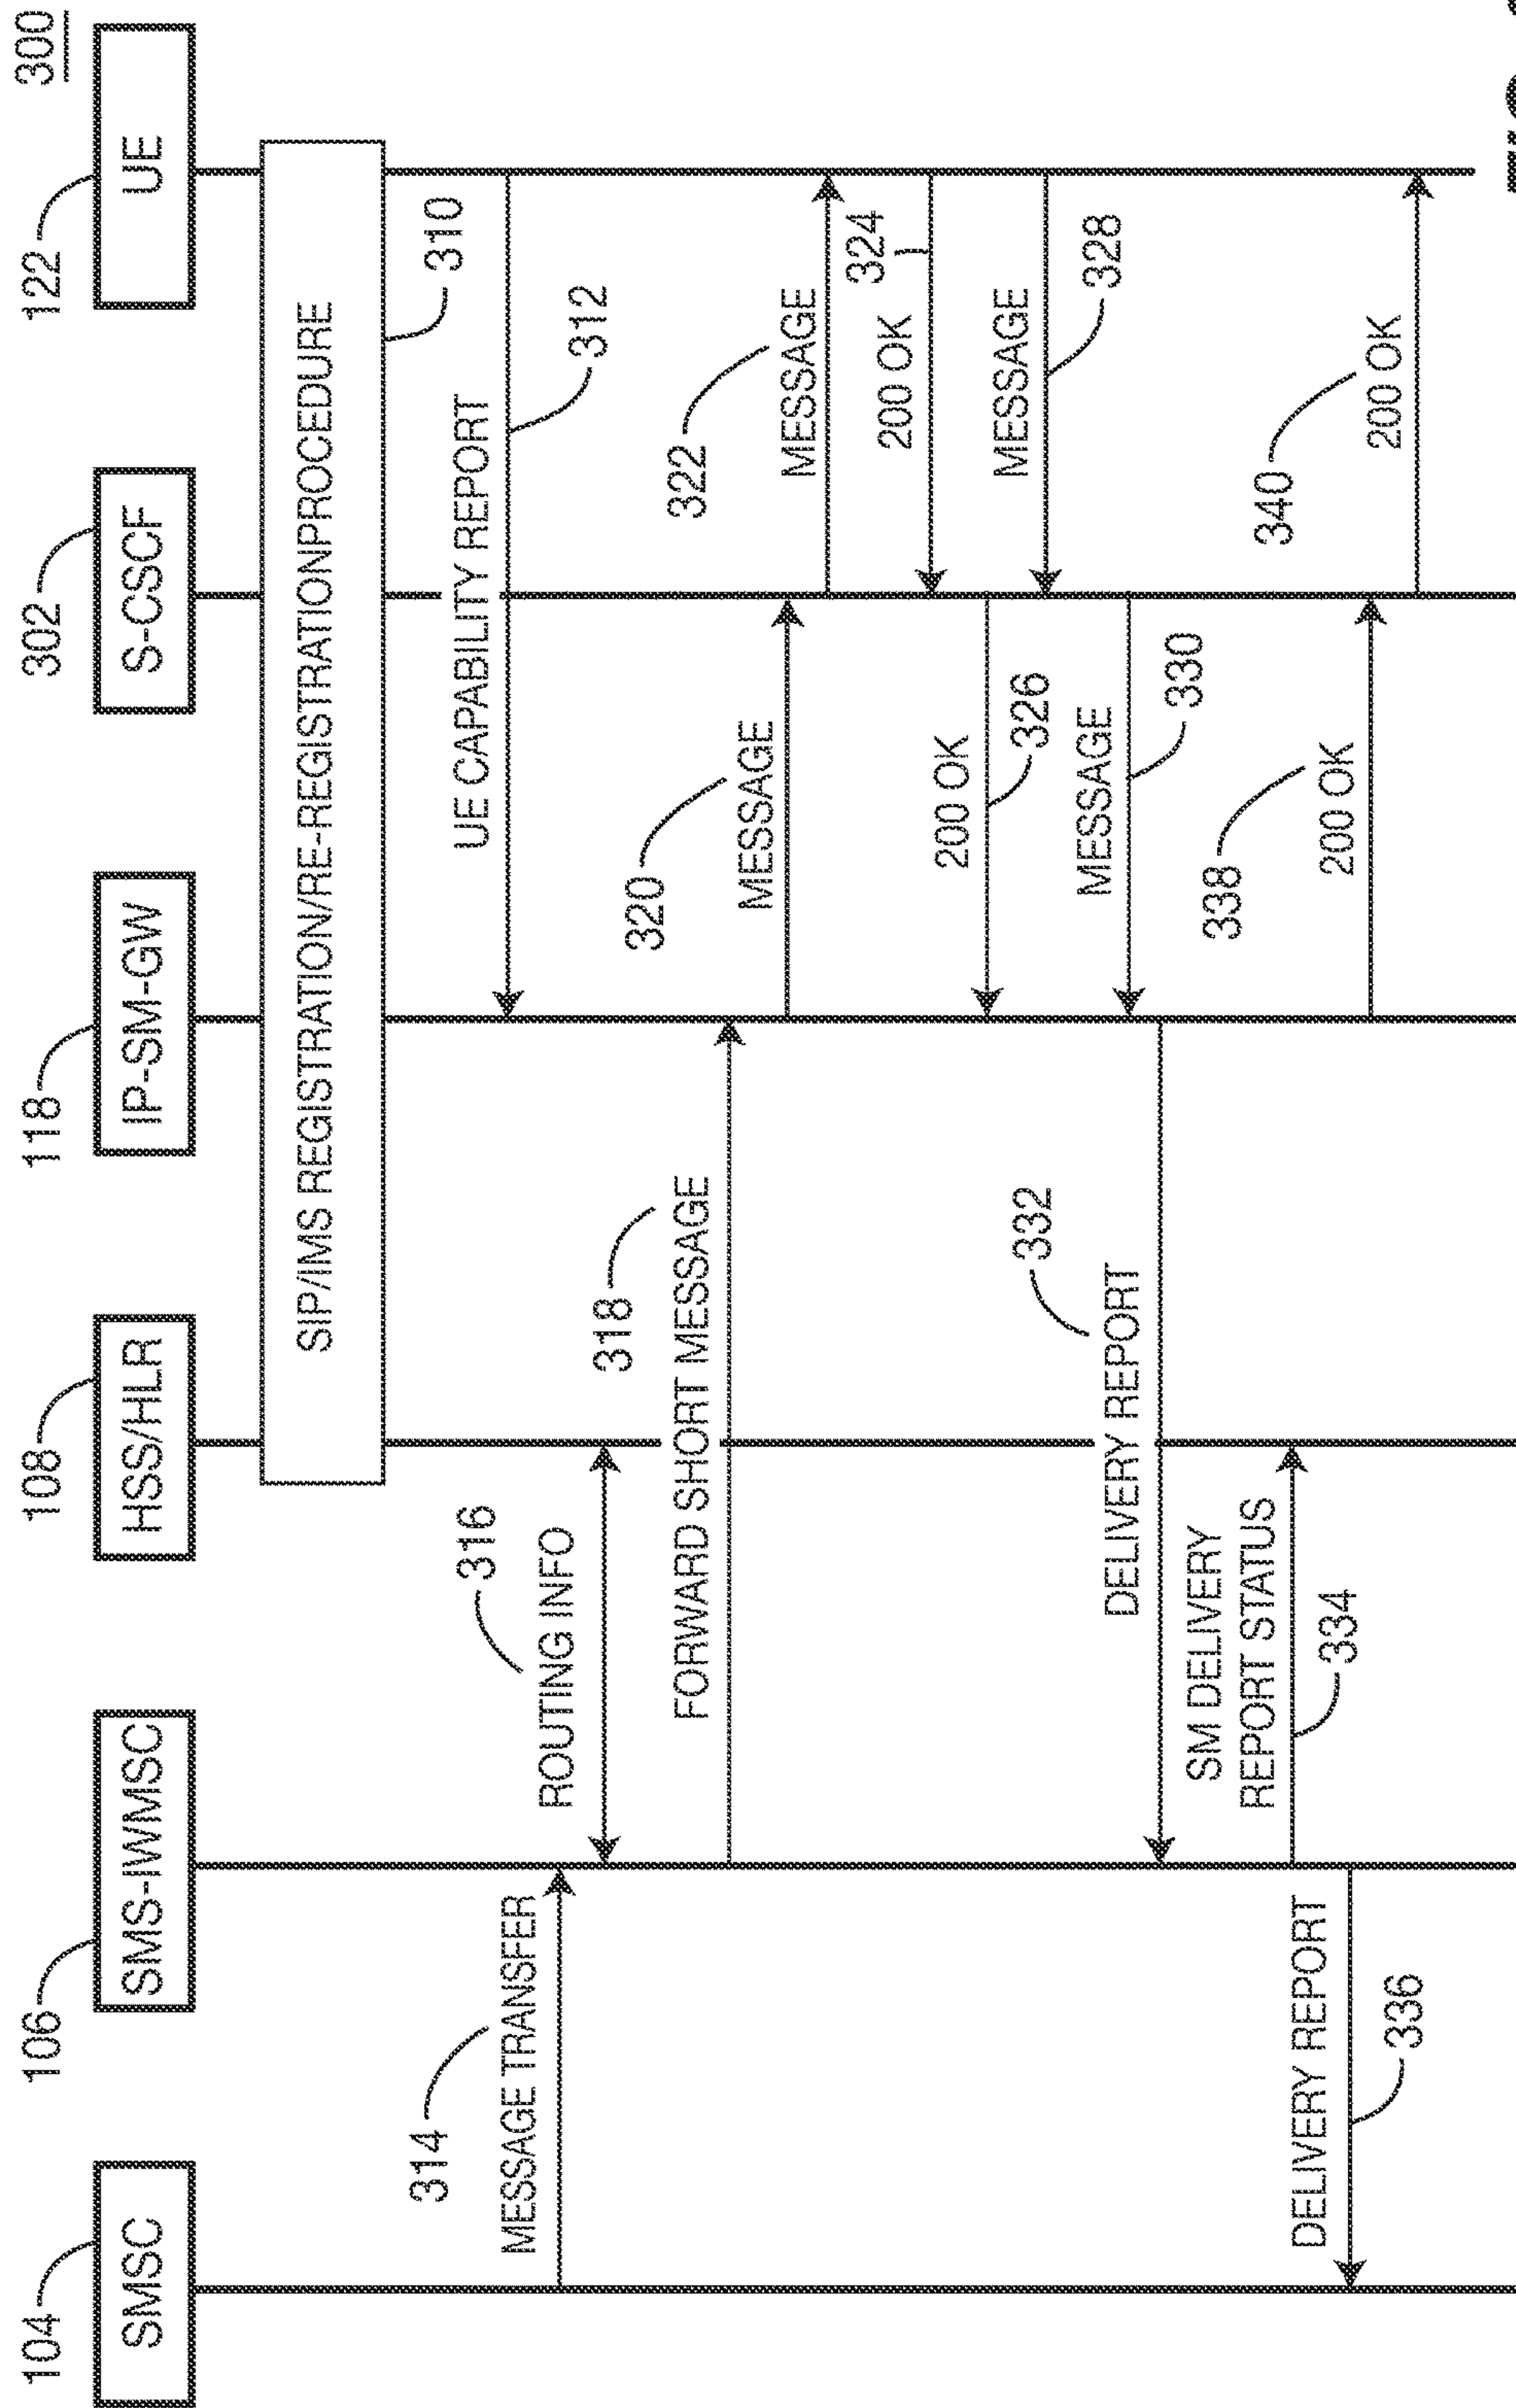 300
104
106
108
118
302
122
SMSC
SMS-IWMSC
HSS/HLR
IP-SM-GW
S-CSCF
UE
SIP/IMS REGISTRATION/RE-REGISTRATIONPROCEDURE
310
UE CAPABILITY REPORT
312
314
MESSAGE TRANSFER
316
ROUTING INFO
318
FORWARD SHORT MESSAGE
320
MESSAGE
322
MESSAGE
324
200 OK
200 OK
326
MESSAGE
328
MESSAGE
330
332
DELIVERY REPORT
SM DELIVERY
REPORT STATUS
334
DELIVERY REPORT
336
338
200 OK
340
200 OK